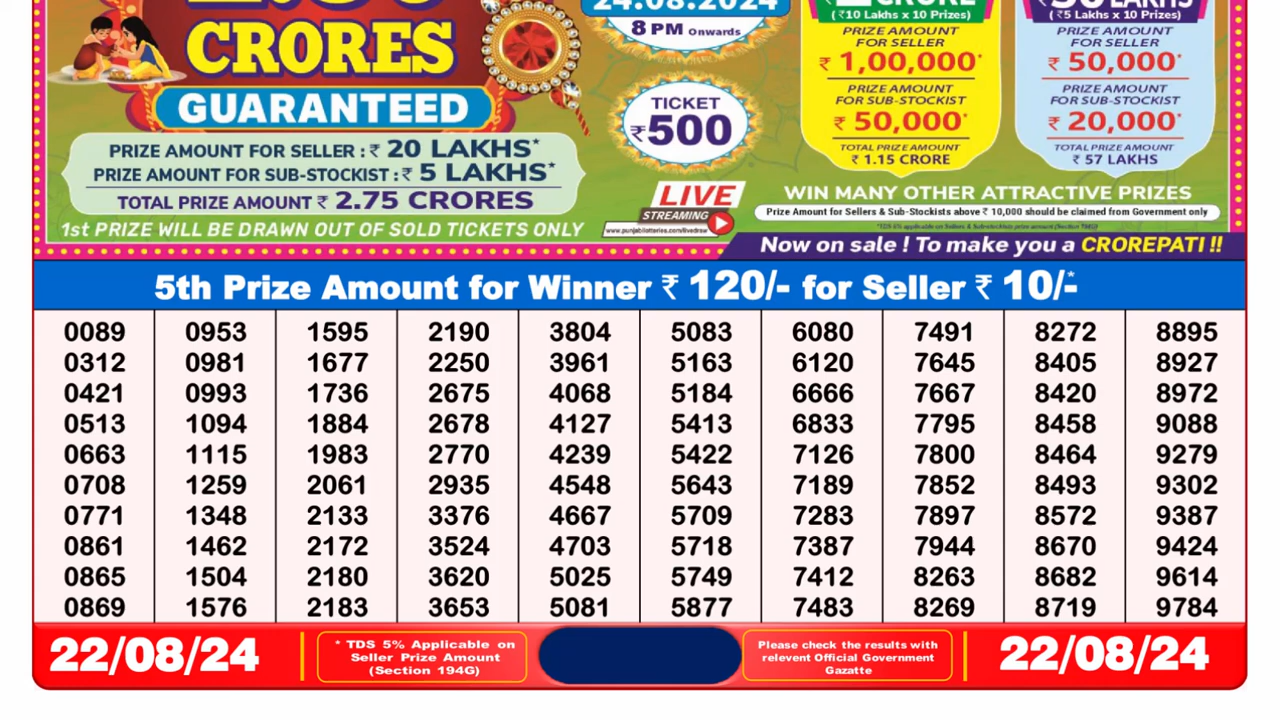 CRORES
GUARANTEED
PRIZE AMOUNT FOR SELLER : ₹ 20 LAKHS*
PRIZE AMOUNT FOR SUB-STOCKIST : ₹ 5 LAKHS*
TOTAL PRIZE AMOUNT ₹ 2.75 CRORES
1st PRIZE WILL BE DRAWN OUT OF SOLD TICKETS ONLY
24.08.2024
8 PM Onwards
TICKET
₹500
LIVE
STREAMING
www.punjablotteries.com/livedraw
CRORE
(₹10 Lakhs x 10 Prizes)
PRIZE AMOUNT
FOR SELLER
₹ 1,00,000*
PRIZE AMOUNT
FOR SUB-STOCKIST
₹ 50,000*
TOTAL PRIZE AMOUNT
₹ 1.15 CRORE
LAKHS
(₹5 Lakhs x 10 Prizes)
PRIZE AMOUNT
FOR SELLER
₹ 50,000*
PRIZE AMOUNT
FOR SUB-STOCKIST
₹ 20,000*
TOTAL PRIZE AMOUNT
₹ 57 LAKHS
WIN MANY OTHER ATTRACTIVE PRIZES
Prize Amount for Sellers & Sub-Stockists above ₹ 10,000 should be claimed from Government only
Now on sale ! To make you a CROREPATI !!
5th Prize Amount for Winner ₹ 120/- for Seller ₹ 10/-*
0089 0953 1595 2190 3804 5083 6080 7491 8272 8895
0312 0981 1677 2250 3961 5163 6120 7645 8405 8927
0421 0993 1736 2675 4068 5184 6666 7667 8420 8972
0513 1094 1884 2678 4127 5413 6833 7795 8458 9088
0663 1115 1983 2770 4239 5422 7126 7800 8464 9279
0708 1259 2061 2935 4548 5643 7189 7852 8493 9302
0771 1348 2133 3376 4667 5709 7283 7897 8572 9387
0861 1462 2172 3524 4703 5718 7387 7944 8670 9424
0865 1504 2180 3620 5025 5749 7412 8263 8682 9614
0869 1576 2183 3653 5081 5877 7483 8269 8719 9784
22/08/24
* TDS 5% Applicable on
Seller Prize Amount
(Section 194G)
Please check the results with
relevent Official Government
Gazatte
22/08/24